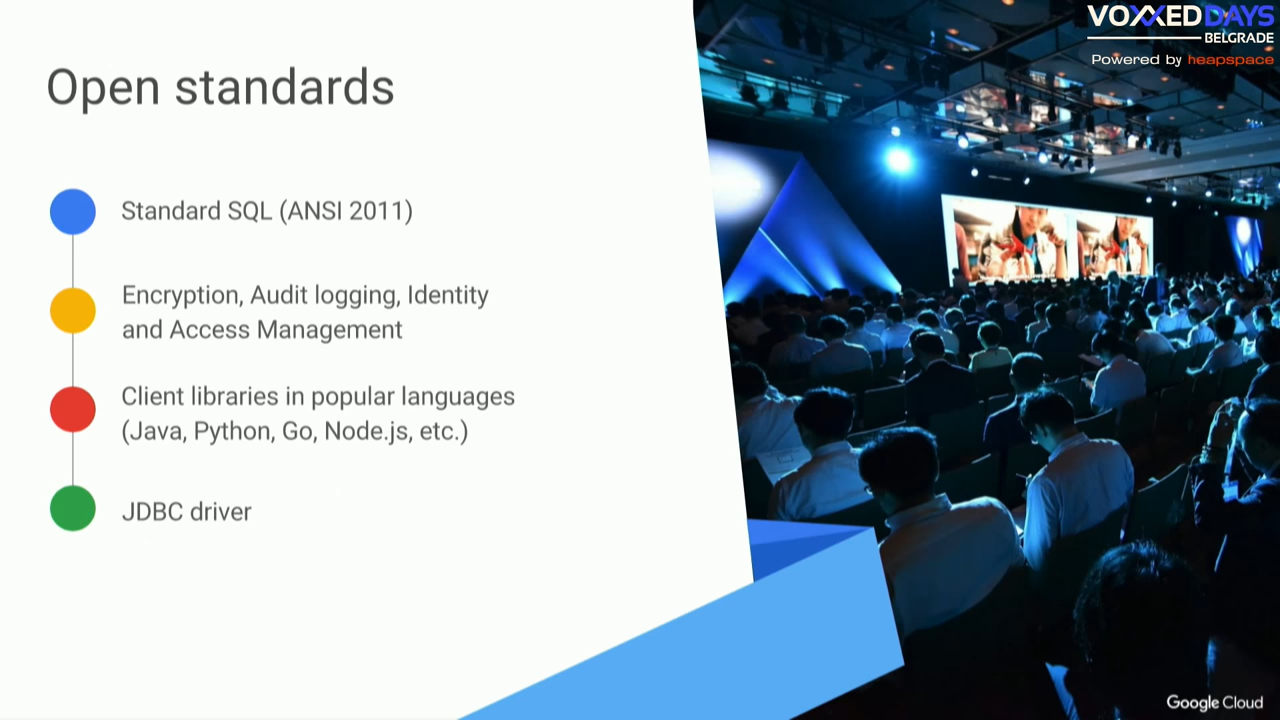 VOXXED DAYS
BELGRADE
Powered by heapspace
Open standards
Standard SQL (ANSI 2011)
Encryption, Audit logging, Identity
and Access Management
Client libraries in popular languages
(Java, Python, Go, Node.js, etc.)
JDBC driver
Google Cloud